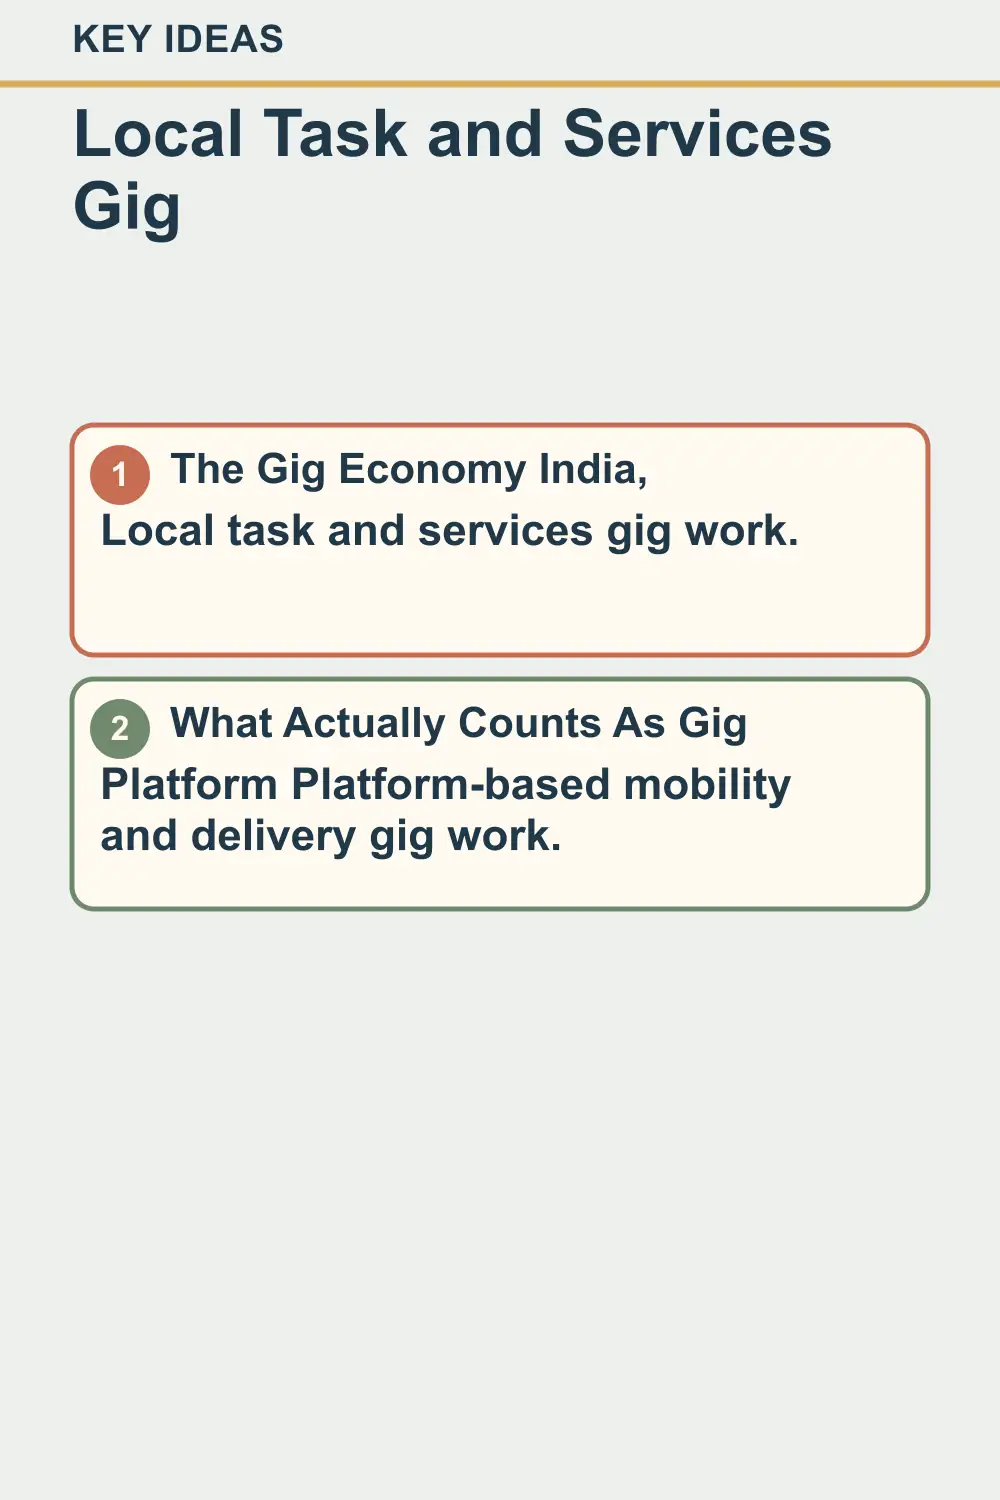 KEY IDEAS
Local Task and Services
Gig
1 The Gig Economy India,
Local task and services gig work.
2 What Actually Counts As Gig
Platform Platform-based mobility
and delivery gig work.